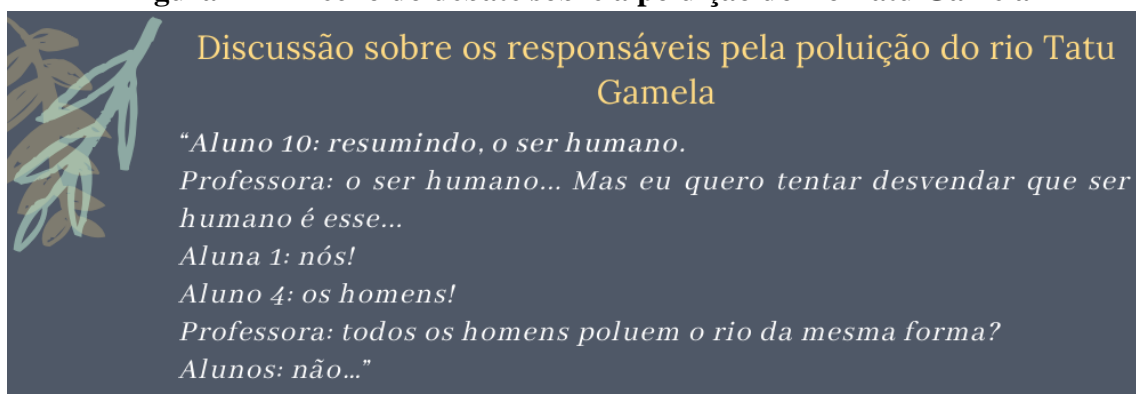 Discussão sobre os responsáveis pela poluição do rio Tatu
Gamela
“Aluno 10: resumindo, o ser humano.
Professora: o ser humano... Mas eu quero tentar desvendar que ser
humano é esse...
Aluna 1: nós!
Aluno 4: os homens!
Professora: todos os homens poluem o rio da mesma forma?
Alunos: não...”